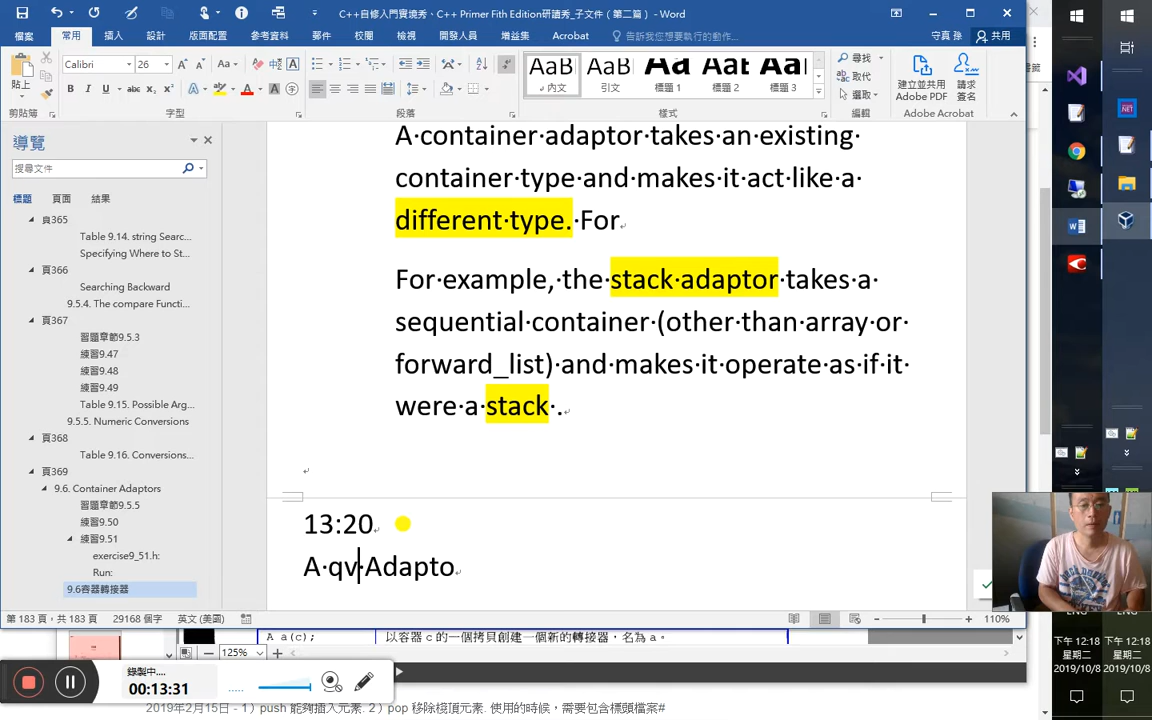 C++自修入門實境秀、C++ Primer Fith Edition研讀秀_子文件 (第二篇) - Word
檔案
常用
插入
設計
版面配置
參考資料
郵件
校閱
檢視
開發人員
增益集
Acrobat
告訴我您想要執行的動作...
守真 孫
共用
貼上
Calibri
26
AaB
內文
AaB
引文
Aa
標題 1
AaB
標題 2
AaB
標題 3
尋找
取代
選取
建立並共用
Adobe PDF
請求
簽名
剪貼簿
字型
段落
樣式
編輯
Adobe Acrobat
導覽
搜尋文件
標題
頁面
結果
頁365
Table 9.14. string Searc...
Specifying Where to St...
頁366
Searching Backward
9.5.4. The compare Functi...
頁367
習題章節9.5.3
練習9.47
練習9.48
練習9.49
Table 9.15. Possible Arg...
9.5.5. Numeric Conversions
頁368
Table 9.16. Conversions...
頁369
9.6. Container Adaptors
習題章節9.5.5
練習9.50
練習9.51
exercise9_51.h:
Run:
9.6容器轉接器
A container adaptor takes an existing
container type and makes it act like a
different type. For
For example, the stack adaptor takes a
sequential container (other than array or
forward_list) and makes it operate as if it
were a stack .
13:20
A qv Adapto
第 183 頁，共 183 頁
29168 個字
英文 (美國)
110%
A a(c);
以容器 c 的一個拷貝創建一個新的轉接器，名為 a。
125%
錄製中....
00:13:31
2019年2月15日 - 1）push 能夠插入元素. 2）pop 移除棧頂元素. 使用的時候，需要包含標頭檔案#
ENG
ENG
下午 12:18
星期二
2019/10/8
下午 12:18
星期二
2019/10/8